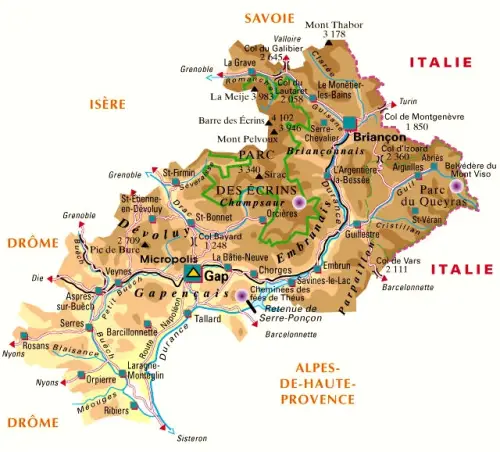 SAVOIE
Mont Thabor
3 178
Valloire
Col du Galibier
2 645
ITALIE
Grenoble
La Grave
Romanche
Col du
Lautaret
2 058
Clarée
Le Monêtier-
les-Bains
La Meije 3 983
Guisane
Turin
ISÈRE
Barre des Écrins 4 102
3 946
Mont Pelvoux
Serre-
Chevalier
Briançon
Col de Montgenèvre
1 850
Briançonnais
PARC
3 340
Sirac
DES ÉCRINS
Col d'Izoard
2 360
Abriès
Aiguilles
Belvédère du
Mont Viso
L'Argentière
-la-Bessée
Grenoble
St-Firmin
Séveraisse
Guil
Parc
du Queyras
St-Étienne-
en-Dévoluy
Drac
Champsaur
Orcières
Durance
St-Véran
Cristillan
Grenoble
St-Bonnet
Dévoluy
Embrunais
Guillestre
DRÔME
Buëch
2 709
Pic de Bure
Col Bayard
1 248
Micropolis
Gap
La Bâtie-Neuve
Chorges
Embrun
Savines-le-Lac
Parpaillon
Col de Vars
2 111
ITALIE
Barcelonnette
Die
Veynes
Petit Buëch
Gapençais
Aspres-
sur-Buëch
Cheminées des
fées de Théus
Retenue de
Serre-Ponçon
Barcelonnette
Serres
Barcillonnette
Tallard
Route Napoléon
Durance
Rosans
Nyons
Blaisance
Buëch
Laragne-
Montéglin
Nyons
Orpierre
ALPES-
DE-HAUTE-
PROVENCE
Méouges
Ribiers
DRÔME
Sisteron